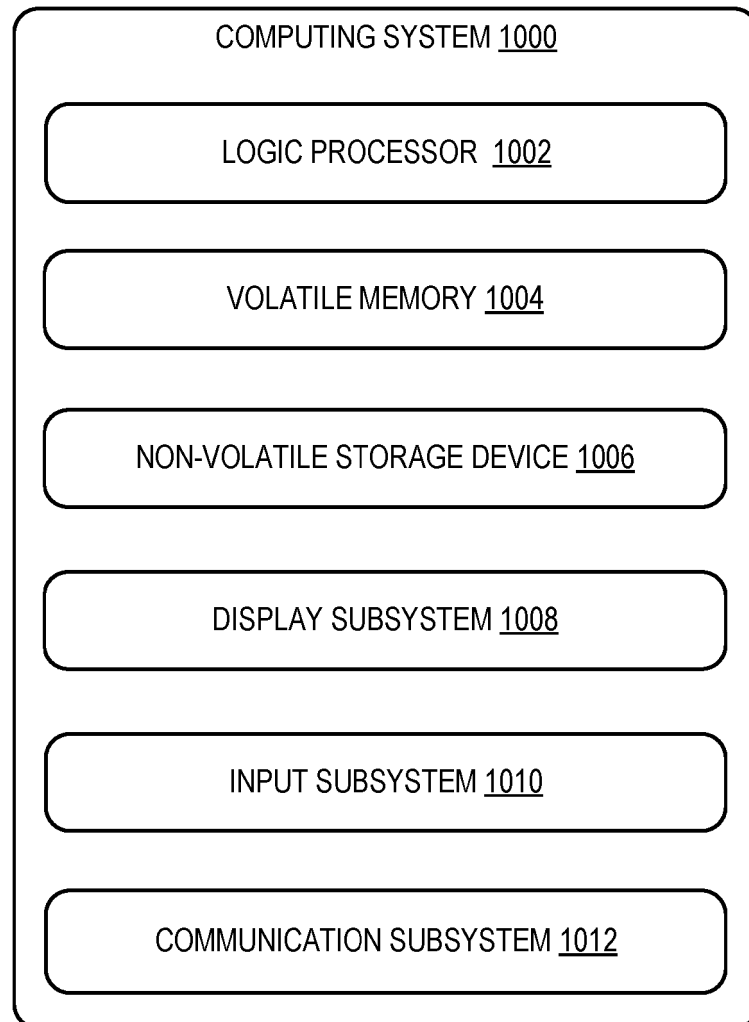 COMPUTING SYSTEM 1000
LOGIC PROCESSOR 1002
VOLATILE MEMORY 1004
NON-VOLATILE STORAGE DEVICE 1006
DISPLAY SUBSYSTEM 1008
INPUT SUBSYSTEM 1010
COMMUNICATION SUBSYSTEM 1012